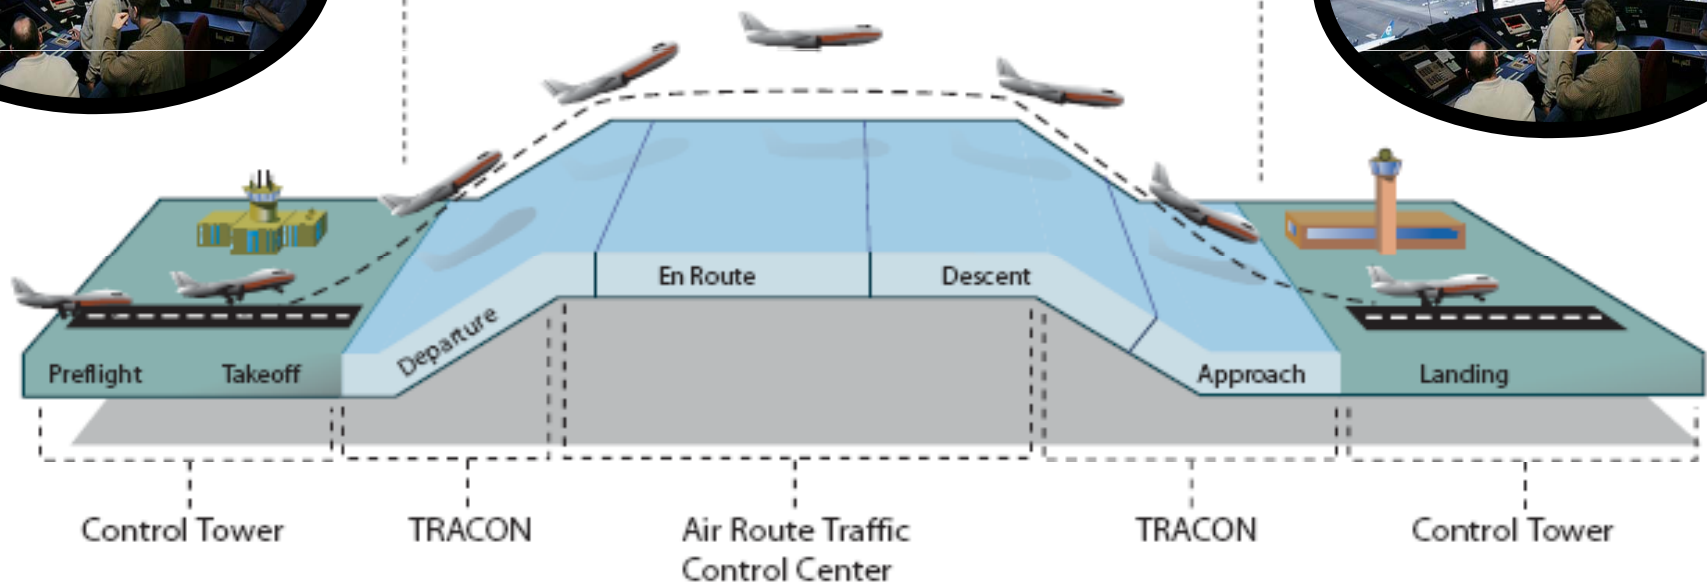 Preflight
Takeoff
Departure
En Route
Descent
Approach
Landing
Control Tower
TRACON
Air Route Traffic
Control Center
TRACON
Control Tower